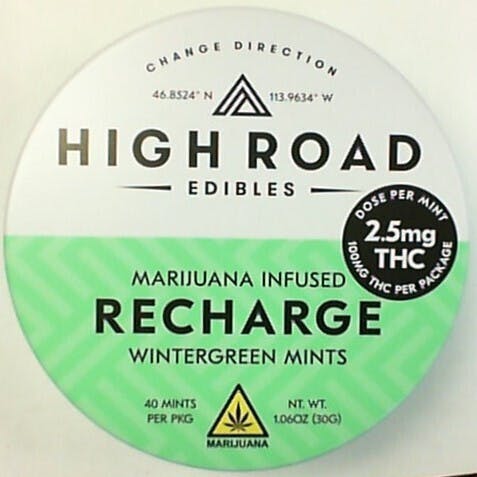 CHANGE DIRECTION
46.8524° N 113.9634° W
HIGH ROAD
EDIBLES
DOSE PER MINT
2.5mg
THC
100MG THC PER PACKAGE
MARIJUANA INFUSED
RECHARGE
WINTERGREEN MINTS
40 MINTS
PER PKG
NT. WT.
1.06OZ (30G)
MARIJUANA